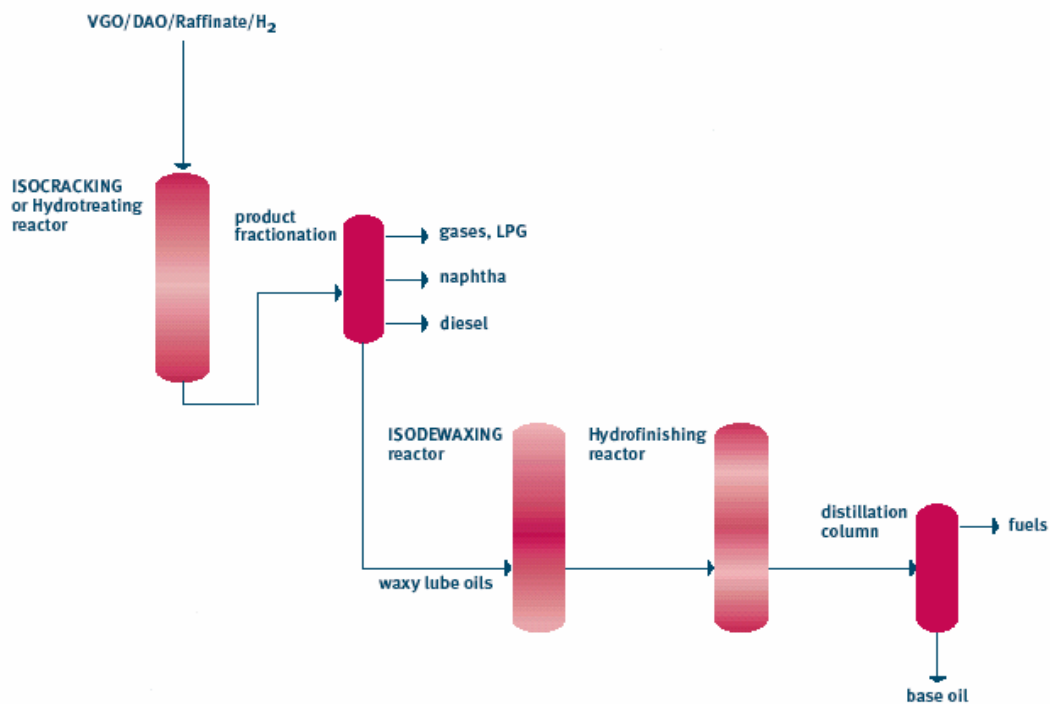 VGO/DAO/Raffinate/H₂
ISOCRACKING
or Hydrotreating
reactor
product
fractionation
gases, LPG
naphtha
diesel
ISODEWAXING
reactor
Hydrofinishing
reactor
distillation
column
fuels
waxy lube oils
base oil